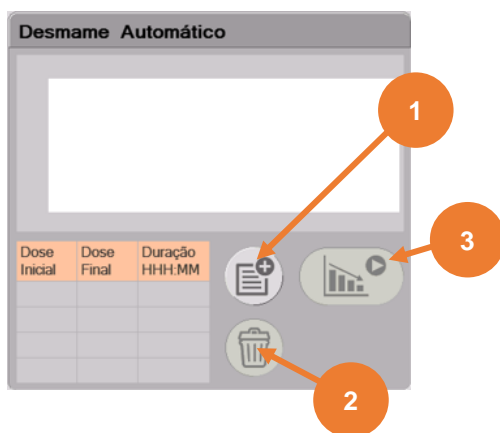 Desmame Automático
1
3
Dose Inicial
Dose Final
Duração HHH:MM
2